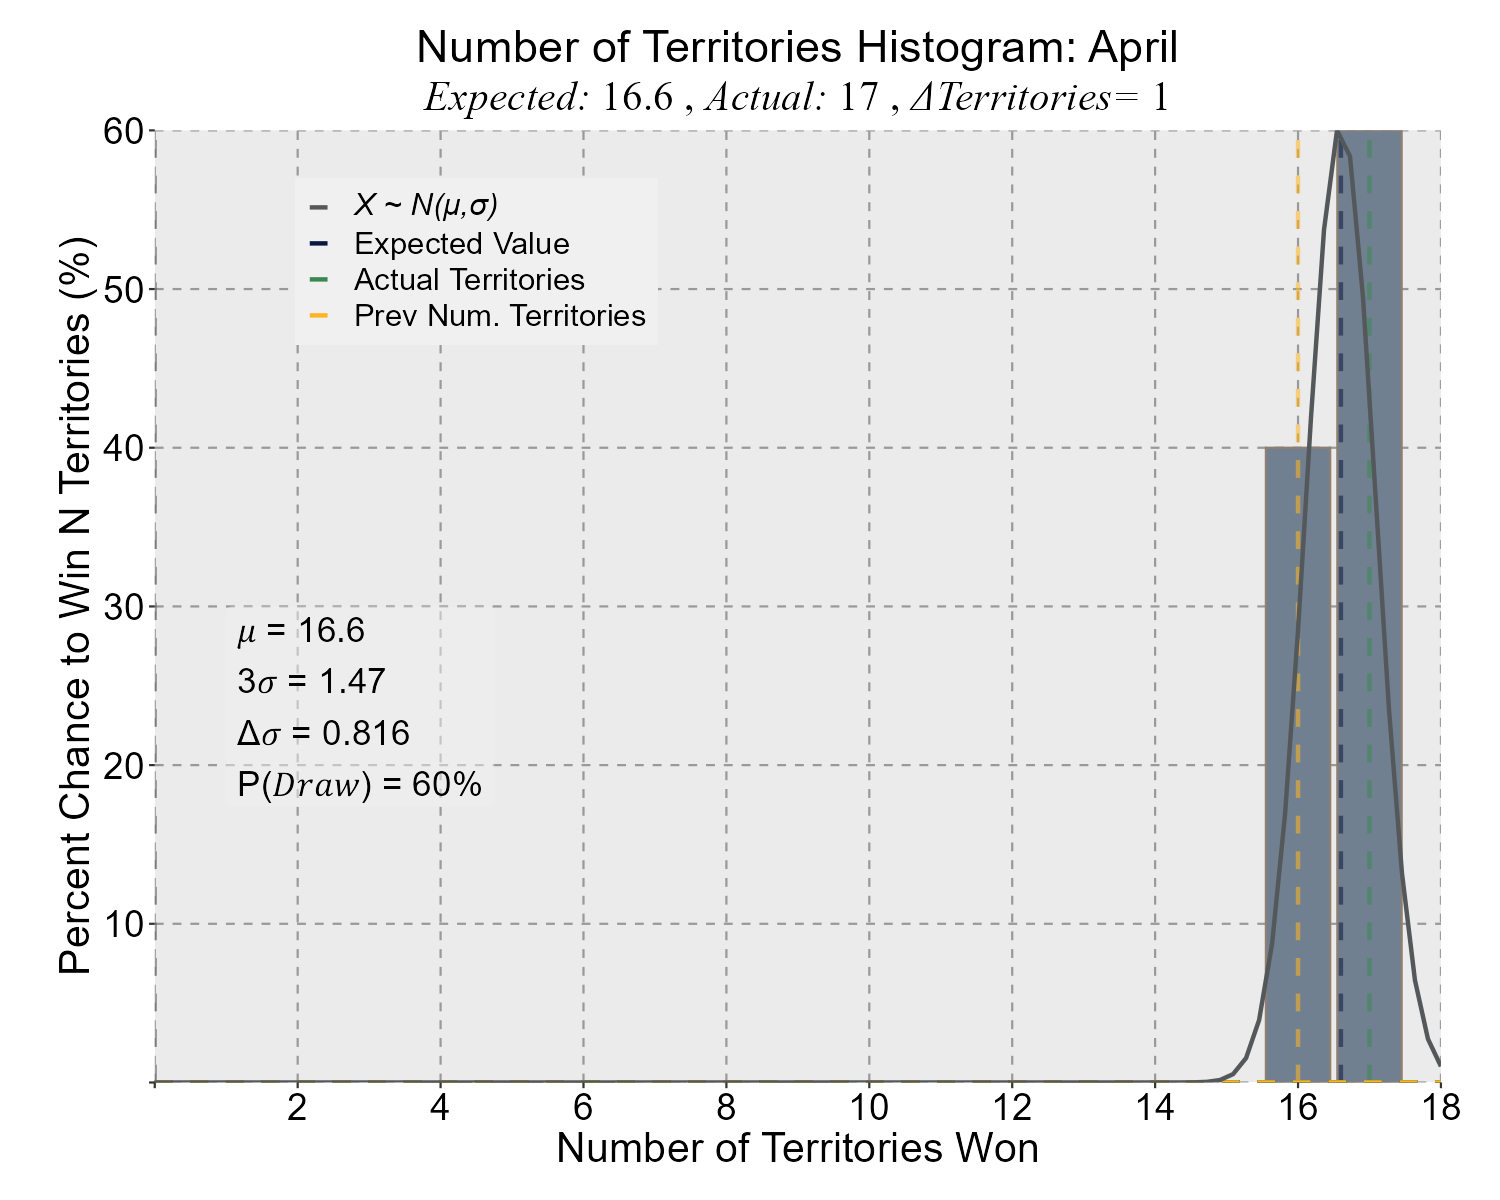 Number of Territories Histogram: April
Expected: 16.6 , Actual: 17 , ΔTerritories= 1
Percent Chance to Win N Territories (%)
60
50
40
30
20
10
X ~ N(μ,σ)
Expected Value
Actual Territories
Prev Num. Territories
μ = 16.6
3σ = 1.47
Δσ = 0.816
P(Draw) = 60%
2 4 6 8 10 12 14 16 18
Number of Territories Won